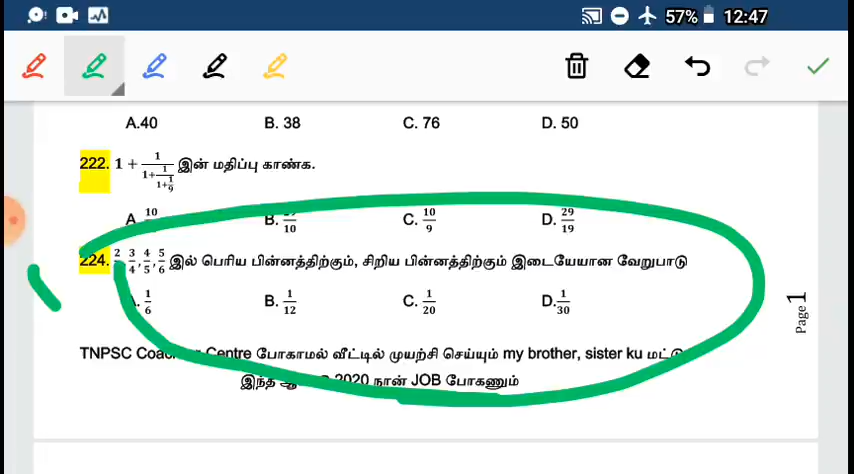 57% 12:47
A.40 B. 38 C. 76 D. 50
222. 1 + 1/(1+1/(1+1/9)) இன் மதிப்பு காண்க.
A 10 B. 10 C. 10/9 D. 29/19
224. 2 3/4, 4/5, 5/6 இல் பெரிய பின்னத்திற்கும், சிறிய பின்னத்திற்கும் இடையேயான வேறுபாடு
1/6 B. 1/12 C. 1/20 D. 1/30
TNPSC Centre போகாமல் வீட்டில் முயற்சி செய்யும் my brother, sister ku
இந்த 2020 நான் JOB போகணும்
Page 1